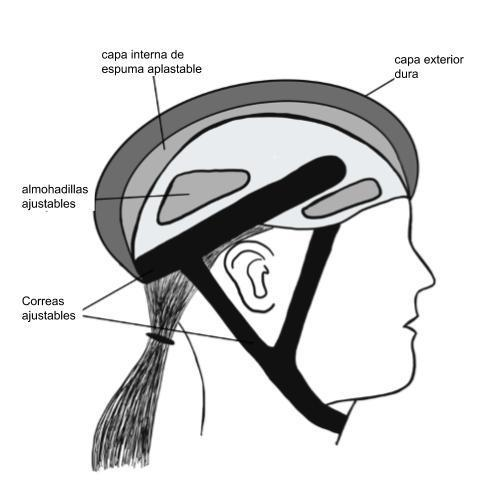 capa interna de
espuma aplastable
capa exterior
dura
almohadillas
ajustables
Correas
ajustables